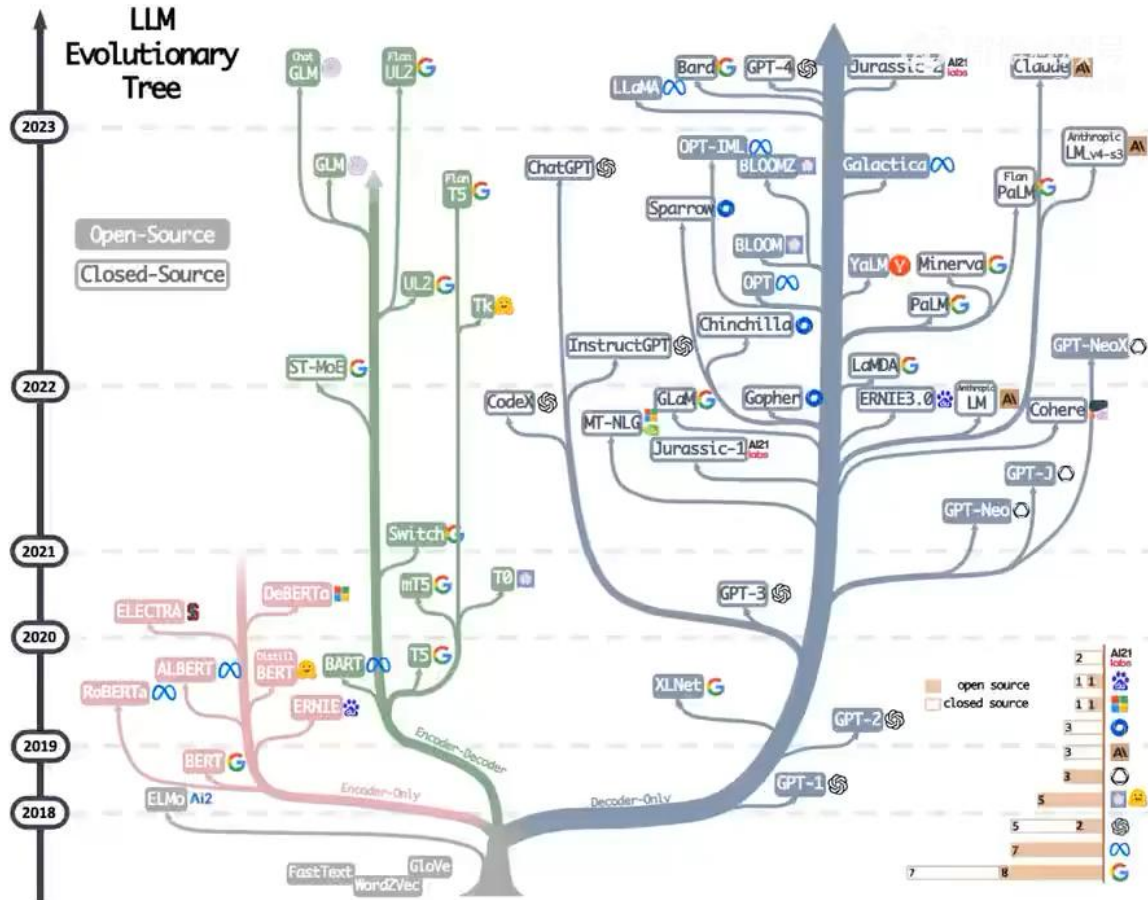 LLM
Evolutionary
Tree
2023
2022
2021
2020
2019
2018
Open-Source
Closed-Source
Chat
GLM
Flan
UL2
GLM
Flan
T5
UL2
Tk
ST-MoE
Switch
mT5
T0
BART
T5
Encoder-Decoder
DeBERTa
ELECTRA
ALBERT
Distill
BERT
RoBERTa
ERNIE
BERT
Encoder-Only
ELMo Ai2
FastText
WordZVec
GloVe
Bard
GPT-4
Jurassic-2 AI21 labs
Claude A\
LLaMA
OPT-IML
BLOOMZ
Galactica
Anthropic
LM_v4-s3 A\
ChatGPT
Flan
PaLM
Sparrow
BLOOM
YaLM Y
Minerva
OPT
PaLM
Chinchilla
InstructGPT
GPT-NeoX
LaMDA
CodeX
GLaM
Gopher
ERNIE3.0
Anthropic
LM A\
Cohere
MT-NLG
Jurassic-1 AI21 labs
GPT-J
GPT-Neo
GPT-3
XLNet
GPT-2
GPT-1
Decoder-Only
open source
closed source
2 AI21 labs
1 1
1 1
3
3 A\
3
5
5 2
7
7 8